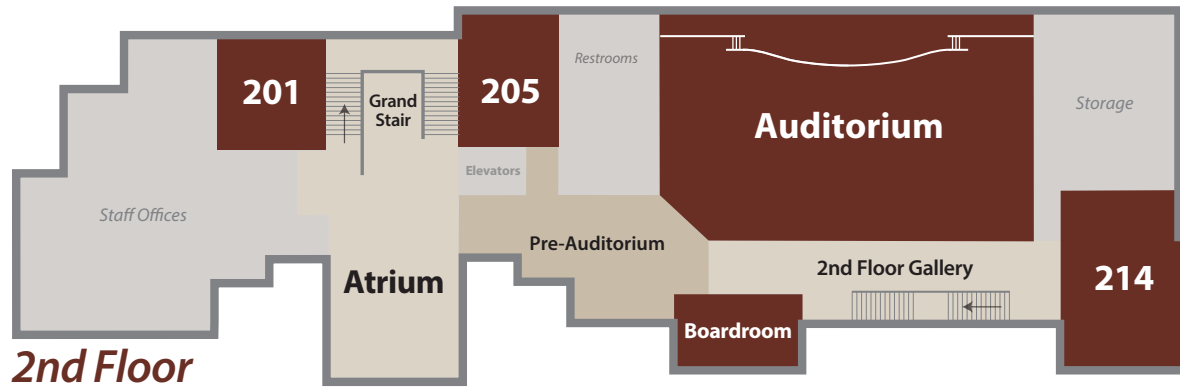 201
Grand
Stair
205
Restrooms
Auditorium
Storage
Elevators
Staff Offices
Pre-Auditorium
Atrium
2nd Floor Gallery
214
Boardroom
2nd Floor